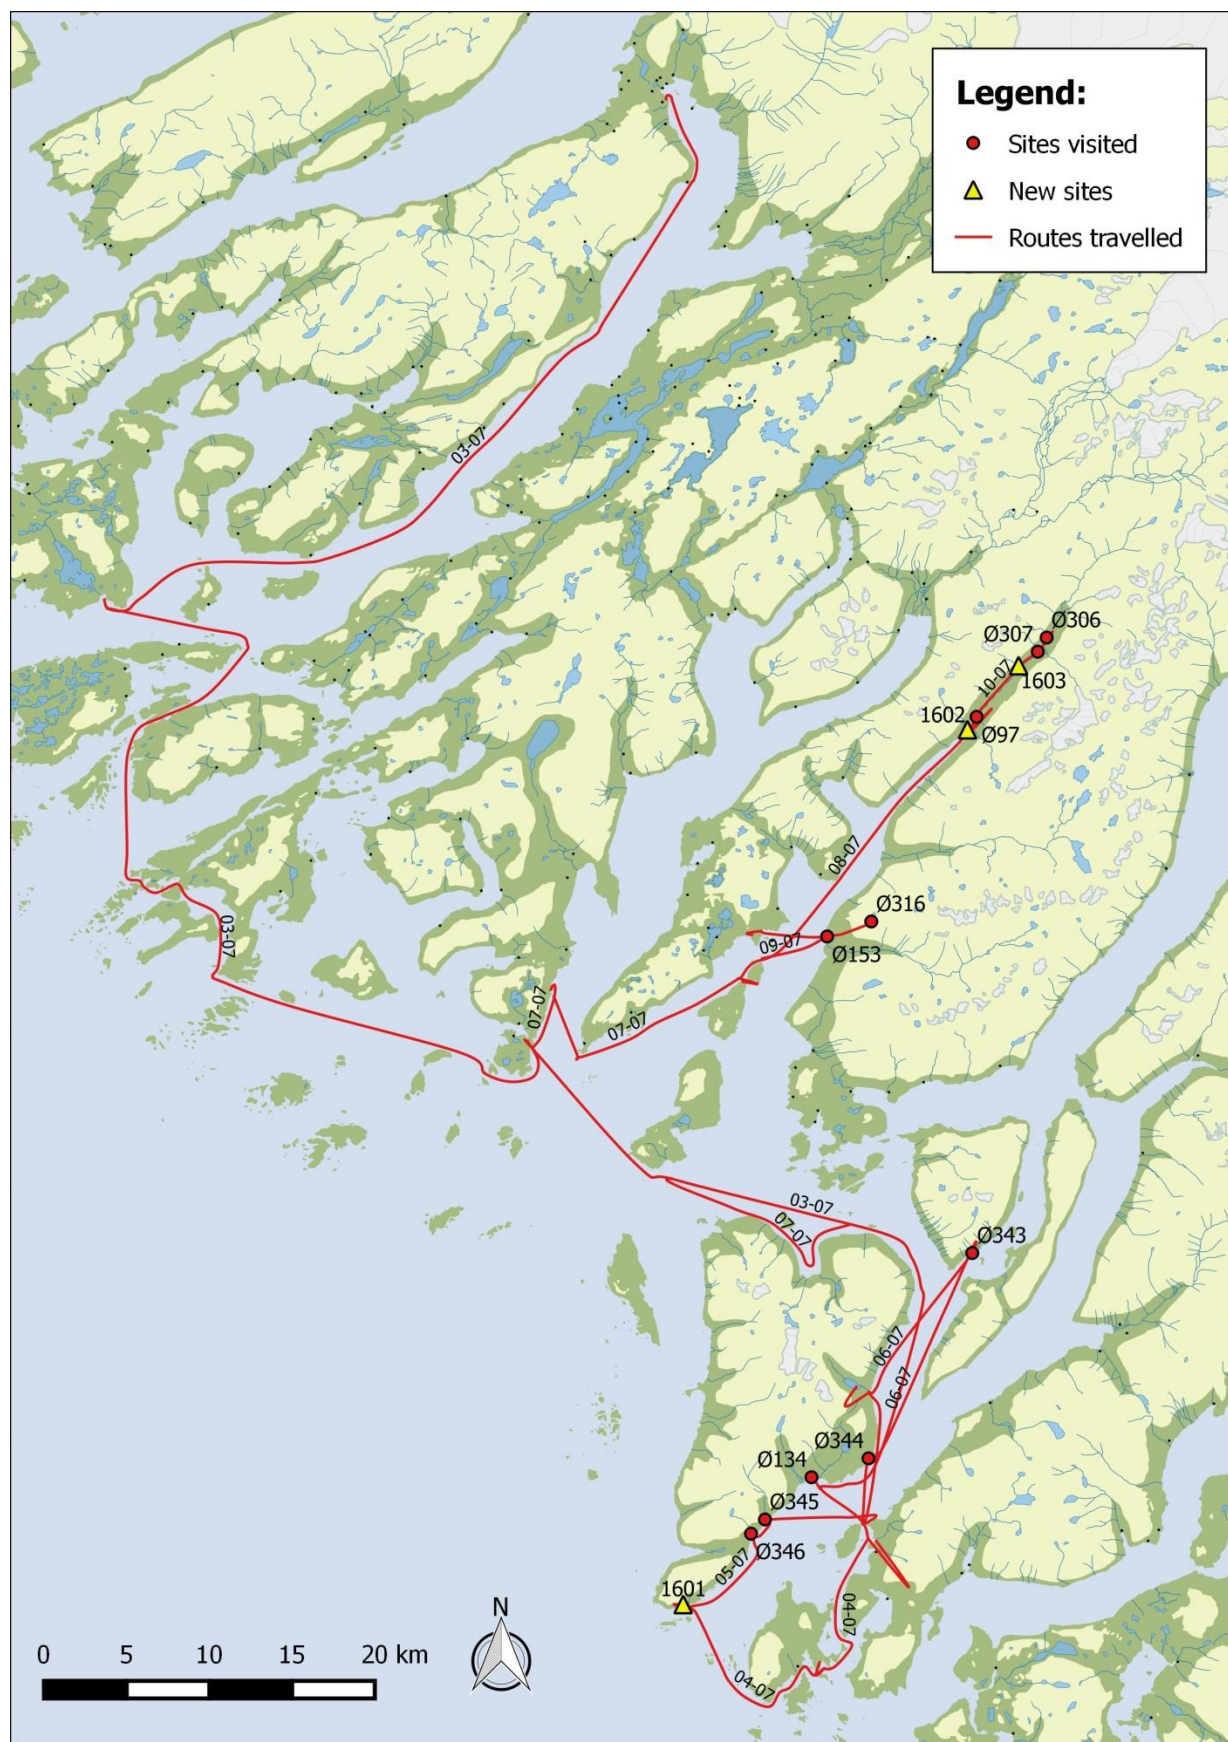 Legend:
Sites visited
New sites
Routes travelled
03-07
Ø306
Ø307
10-07
1603
1602
Ø97
08-07
Ø316
03-07
09-07
Ø153
07-07
07-07
03-07
07-07
Ø343
06-07
06-07
Ø344
Ø134
Ø345
Ø346
05-07
1601
04-07
04-07
N
0 5 10 15 20 km